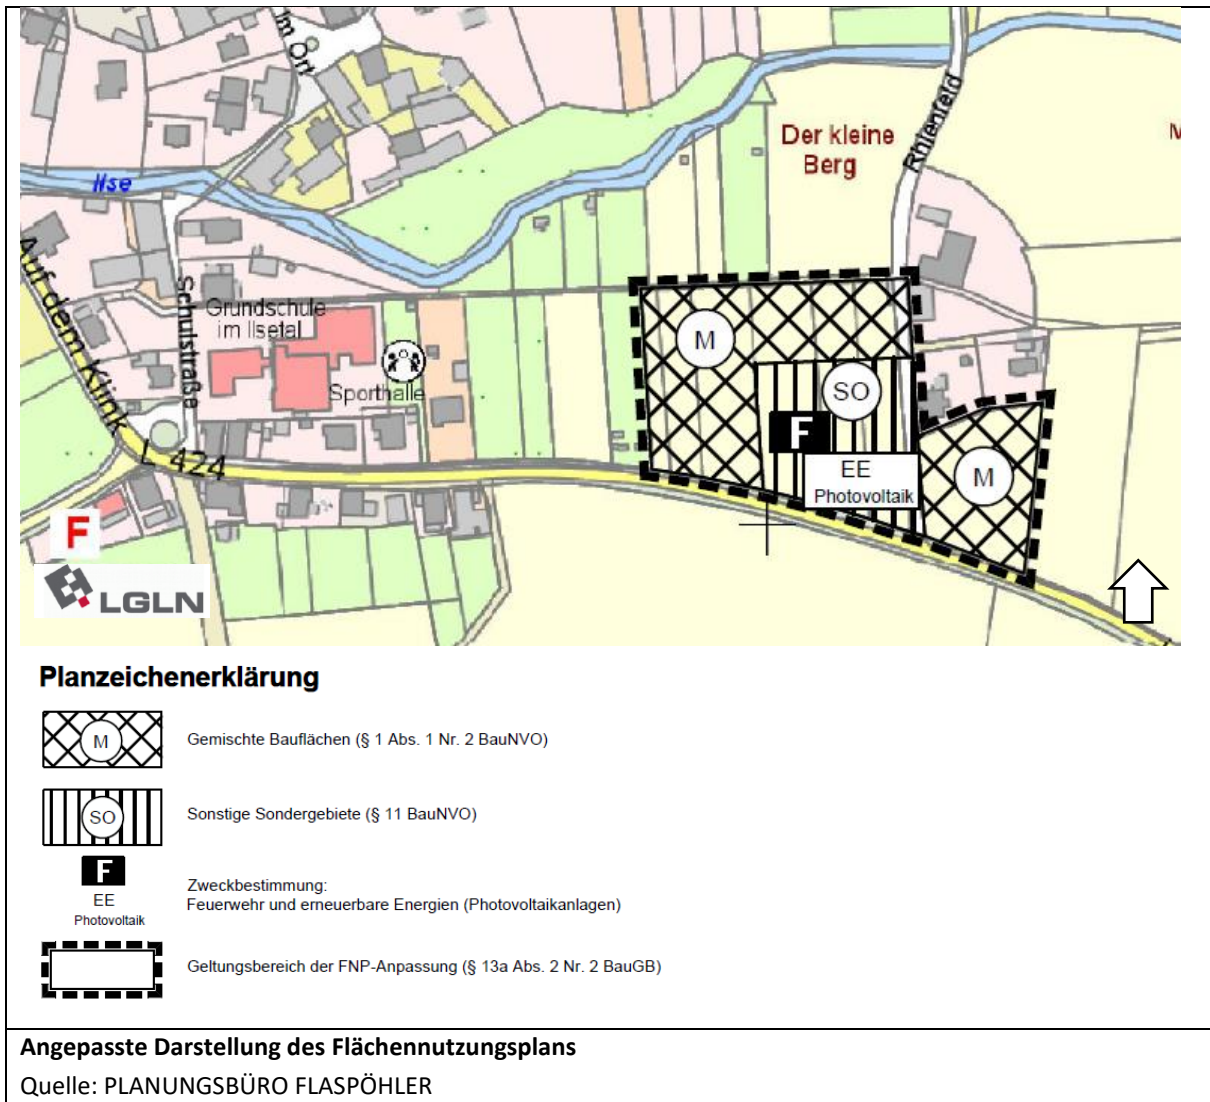 Im Ort
Ilse
Der kleine
Berg
Rhienfeld
M
Auf dem Klink
Schulstraße
Grundschule
im Ilsetal
Sporthalle
L 424
M
SO
F
EE
Photovoltaik
M
F
LGLN
Planzeichenerklärung
M
Gemischte Bauflächen (§ 1 Abs. 1 Nr. 2 BauNVO)
SO
Sonstige Sondergebiete (§ 11 BauNVO)
F
EE
Photovoltaik
Zweckbestimmung:
Feuerwehr und erneuerbare Energien (Photovoltaikanlagen)
Geltungsbereich der FNP-Anpassung (§ 13a Abs. 2 Nr. 2 BauGB)
Angepasste Darstellung des Flächennutzungsplans
Quelle: PLANUNGSBÜRO FLASPÖHLER